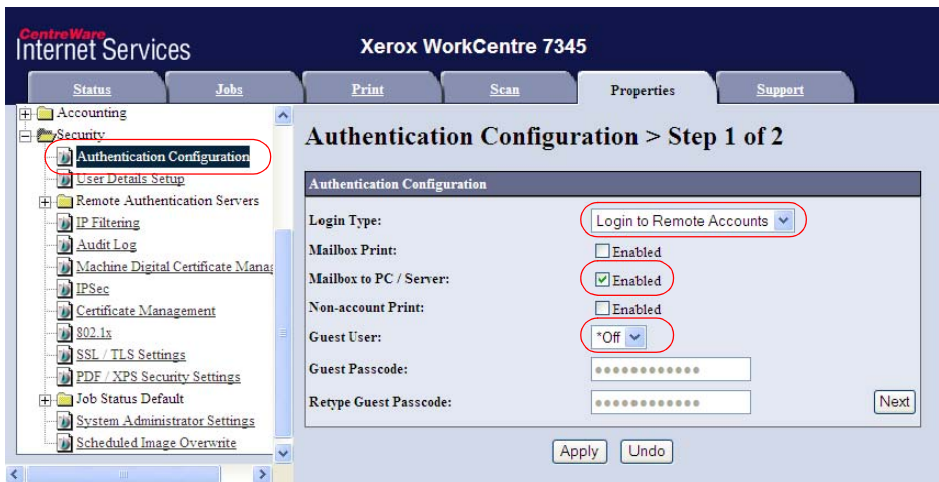 CentreWare
Internet Services
Xerox WorkCentre 7345
Status
Jobs
Print
Scan
Properties
Support
Accounting
Security
Authentication Configuration
User Details Setup
Remote Authentication Servers
IP Filtering
Audit Log
Machine Digital Certificate Manag
IPSec
Certificate Management
802.1x
SSL / TLS Settings
PDF / XPS Security Settings
Job Status Default
System Administrator Settings
Scheduled Image Overwrite
Authentication Configuration > Step 1 of 2
Authentication Configuration
Login Type: Login to Remote Accounts
Mailbox Print: Enabled
Mailbox to PC / Server: Enabled
Non-account Print: Enabled
Guest User: *Off
Guest Passcode: ●●●●●●●●●●●●
Retype Guest Passcode: ●●●●●●●●●●●● Next
Apply Undo